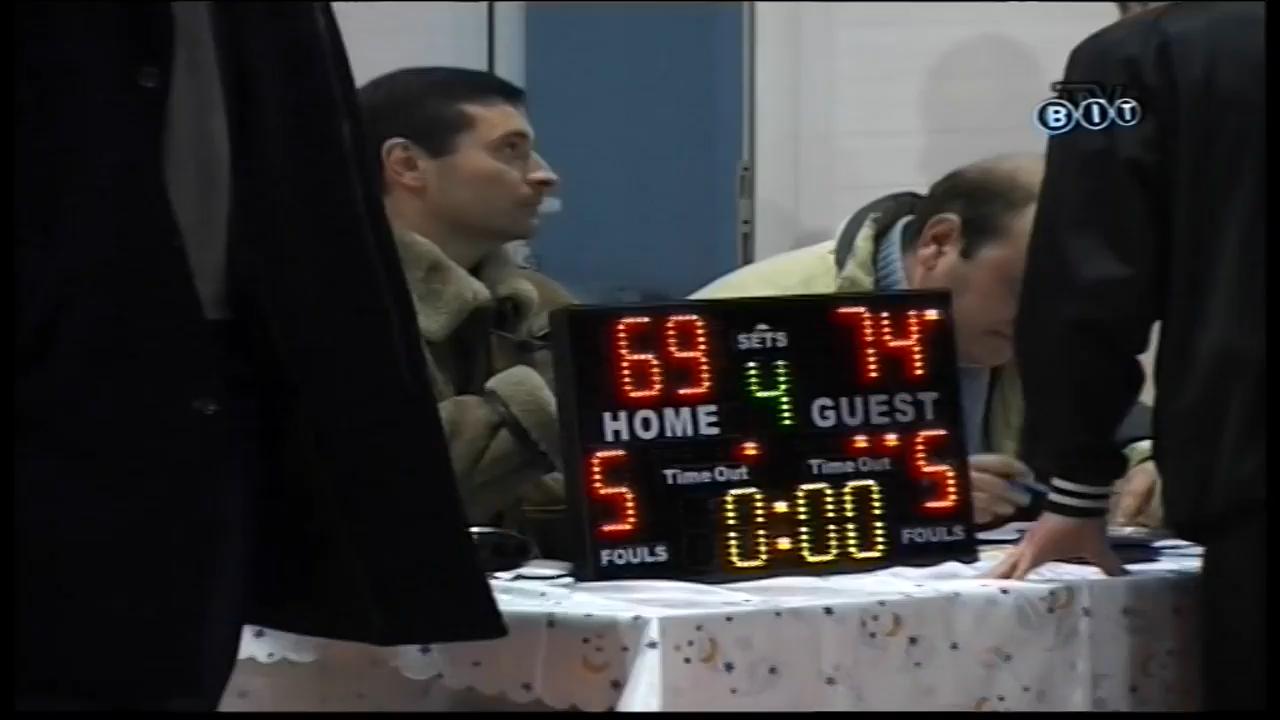 TV
BIT
69 SETS 74
4
HOME GUEST
5 Time Out Time Out 5
0:00
FOULS FOULS